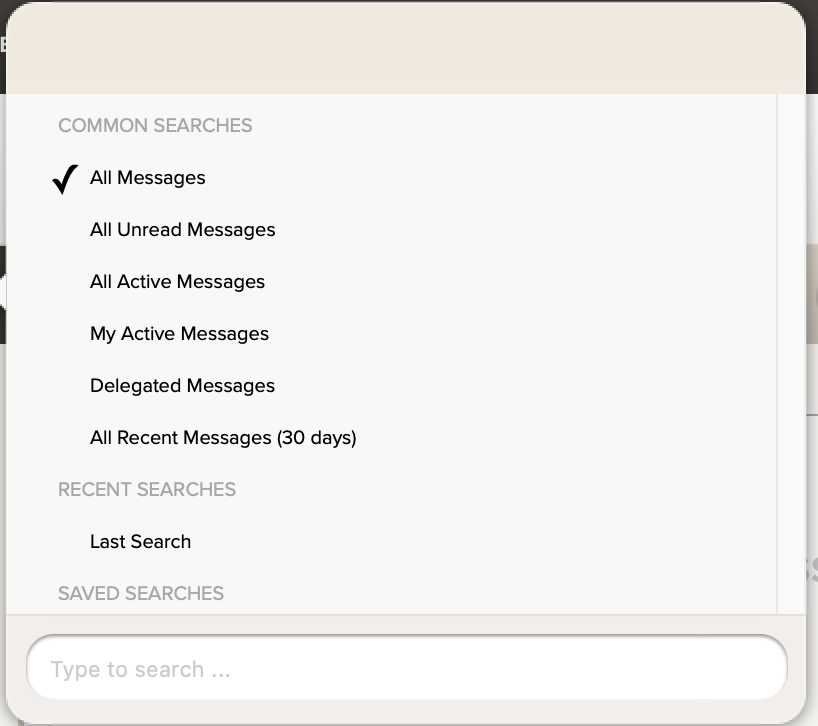 COMMON SEARCHES
All Messages
All Unread Messages
All Active Messages
My Active Messages
Delegated Messages
All Recent Messages (30 days)
RECENT SEARCHES
Last Search
SAVED SEARCHES
Type to search ...